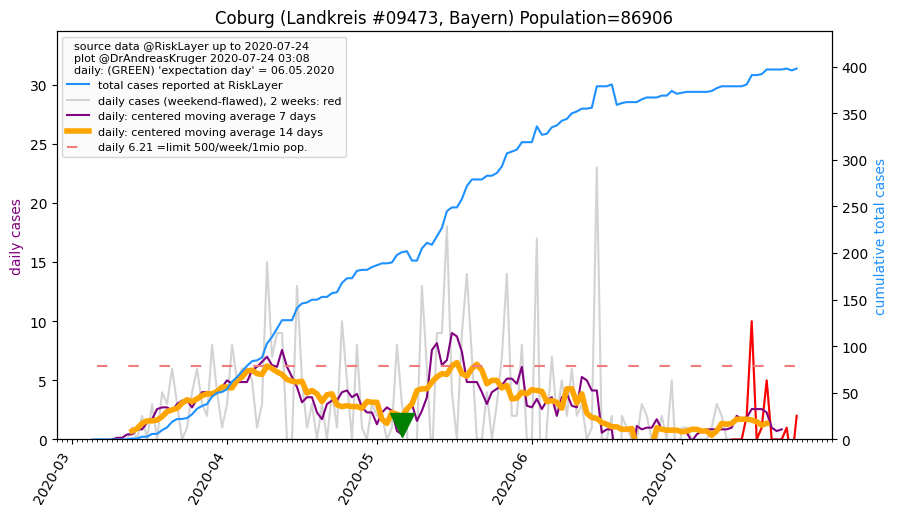 Coburg (Landkreis #09473, Bayern) Population=86906
source data @RiskLayer up to 2020-07-24
plot @DrAndreasKruger 2020-07-24 03:08
daily: (GREEN) 'expectation day' = 06.05.2020
total cases reported at RiskLayer
daily cases (weekend-flawed), 2 weeks: red
daily: centered moving average 7 days
daily: centered moving average 14 days
daily 6.21 =limit 500/week/1mio pop.
daily cases
30
25
20
15
10
5
0
cumulative total cases
400
350
300
250
200
150
100
50
0
2020-03
2020-04
2020-05
2020-06
2020-07